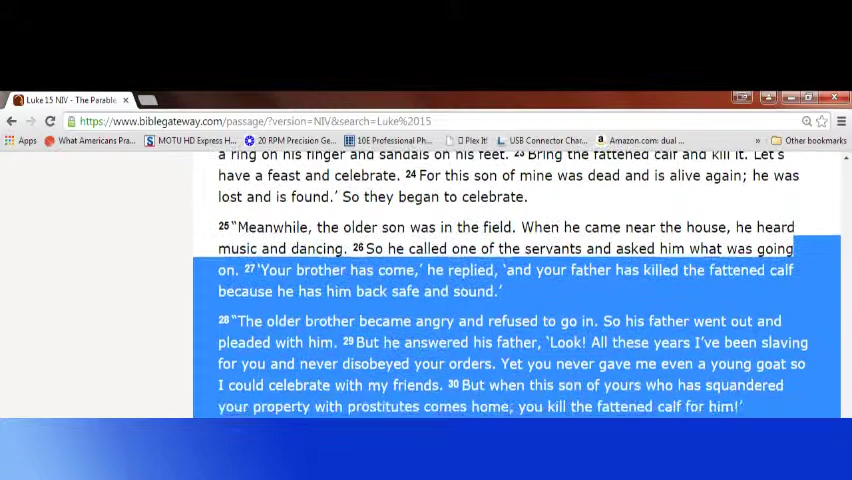 Luke 15 NIV - The Parable
https://www.biblegateway.com/passage/?version=NIV&search=Luke%2015
Apps What Americans Pra... MOTU HD Express H... 20 RPM Precision Ge... 10E Professional Ph... Plex It! USB Connector Char... Amazon.com: dual ... » Other bookmarks
a ring on his finger and sandals on his feet. 23 Bring the fattened calf and kill it. Let's
have a feast and celebrate. 24 For this son of mine was dead and is alive again; he was
lost and is found.' So they began to celebrate.
25 "Meanwhile, the older son was in the field. When he came near the house, he heard
music and dancing. 26 So he called one of the servants and asked him what was going
on. 27 'Your brother has come,' he replied, 'and your father has killed the fattened calf
because he has him back safe and sound.'
28 "The older brother became angry and refused to go in. So his father went out and
pleaded with him. 29 But he answered his father, 'Look! All these years I've been slaving
for you and never disobeyed your orders. Yet you never gave me even a young goat so
I could celebrate with my friends. 30 But when this son of yours who has squandered
your property with prostitutes comes home, you kill the fattened calf for him!'